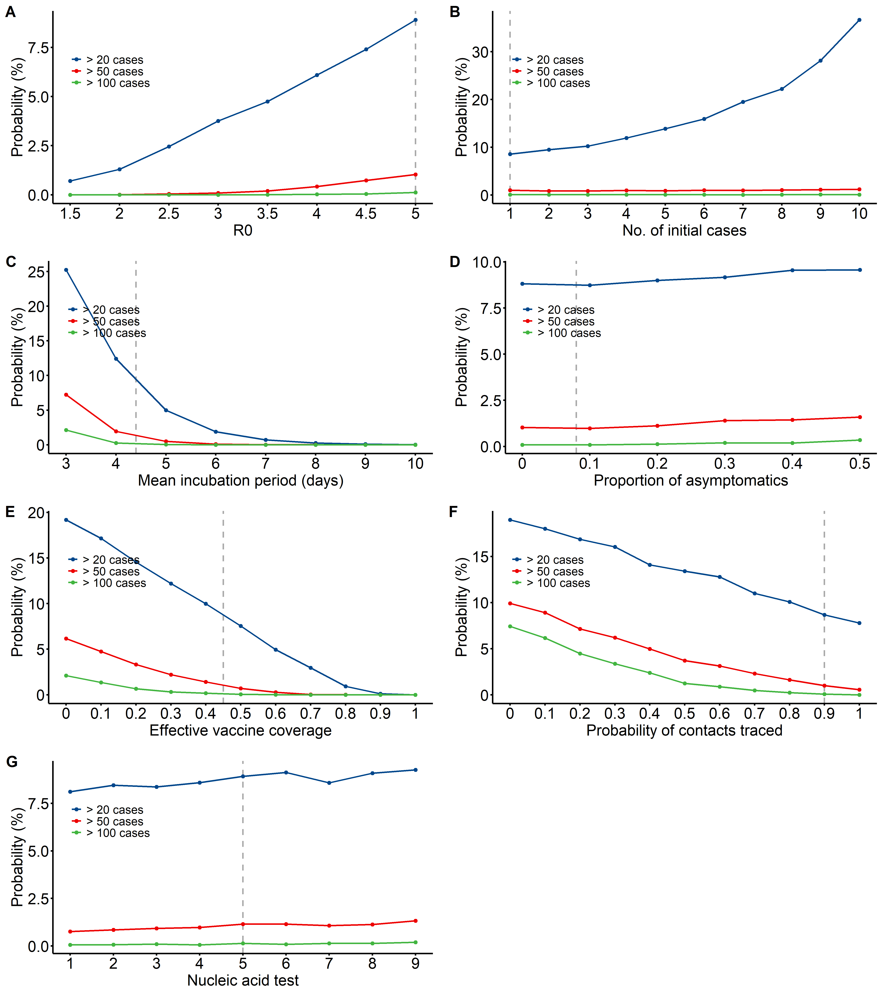 A
Probability (%)
7.5
5.0
2.5
0.0
> 20 cases
> 50 cases
> 100 cases
1.5 2 2.5 3 3.5 4 4.5 5
R0
B
Probability (%)
30
20
10
0
> 20 cases
> 50 cases
> 100 cases
1 2 3 4 5 6 7 8 9 10
No. of initial cases
C
Probability (%)
25
20
15
10
5
0
> 20 cases
> 50 cases
> 100 cases
3 4 5 6 7 8 9 10
Mean incubation period (days)
D
Probability (%)
10.0
7.5
5.0
2.5
0.0
> 20 cases
> 50 cases
> 100 cases
0 0.1 0.2 0.3 0.4 0.5
Proportion of asymptomatics
E
Probability (%)
20
15
10
5
0
> 20 cases
> 50 cases
> 100 cases
0 0.1 0.2 0.3 0.4 0.5 0.6 0.7 0.8 0.9 1
Effective vaccine coverage
F
Probability (%)
15
10
5
0
> 20 cases
> 50 cases
> 100 cases
0 0.1 0.2 0.3 0.4 0.5 0.6 0.7 0.8 0.9 1
Probability of contacts traced
G
Probability (%)
7.5
5.0
2.5
0.0
> 20 cases
> 50 cases
> 100 cases
1 2 3 4 5 6 7 8 9
Nucleic acid test